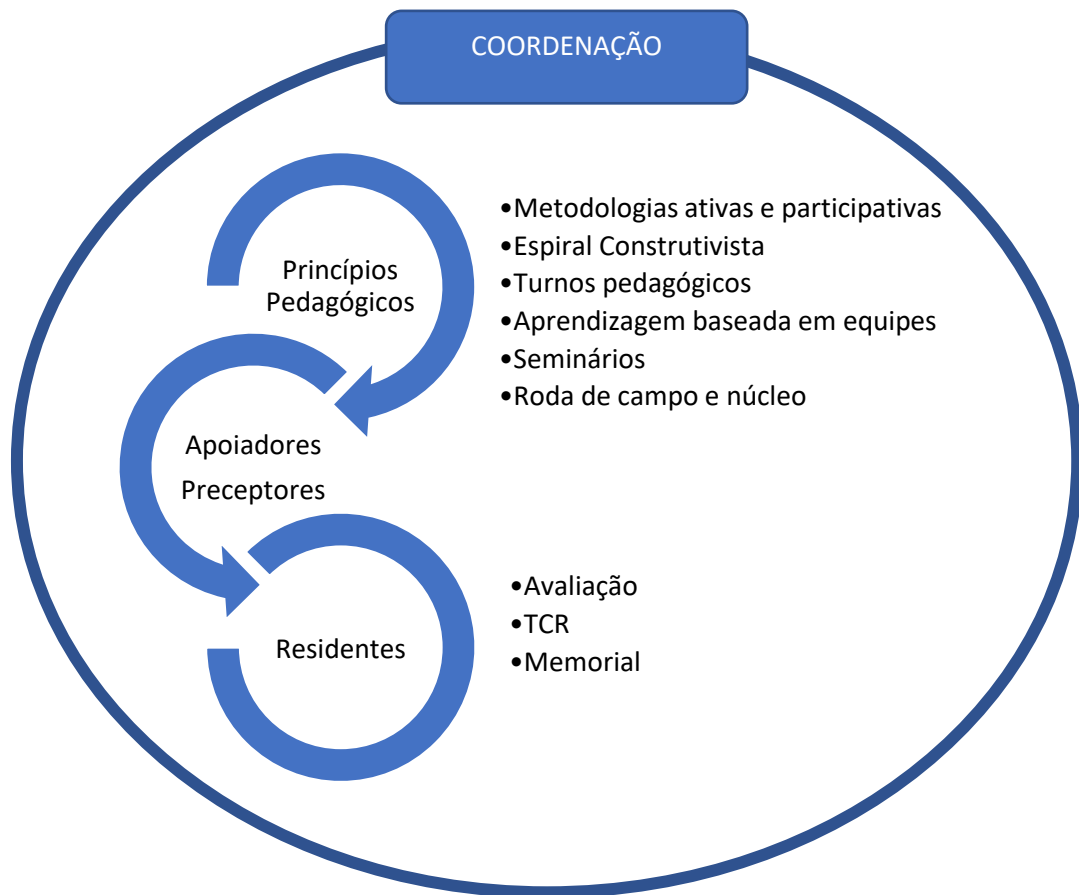 COORDENAÇÃO
Princípios
Pedagógicos
•Metodologias ativas e participativas
•Espiral Construtivista
•Turnos pedagógicos
•Aprendizagem baseada em equipes
•Seminários
•Roda de campo e núcleo
Apoiadores
Preceptores
Residentes
•Avaliação
•TCR
•Memorial